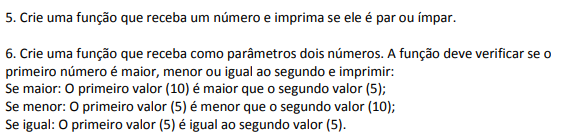 5. Crie uma função que receba um número e imprima se ele é par ou ímpar.
6. Crie uma função que receba como parâmetros dois números. A função deve verificar se o
primeiro número é maior, menor ou igual ao segundo e imprimir:
Se maior: O primeiro valor (10) é maior que o segundo valor (5);
Se menor: O primeiro valor (5) é menor que o segundo valor (10);
Se igual: O primeiro valor (5) é igual ao segundo valor (5).